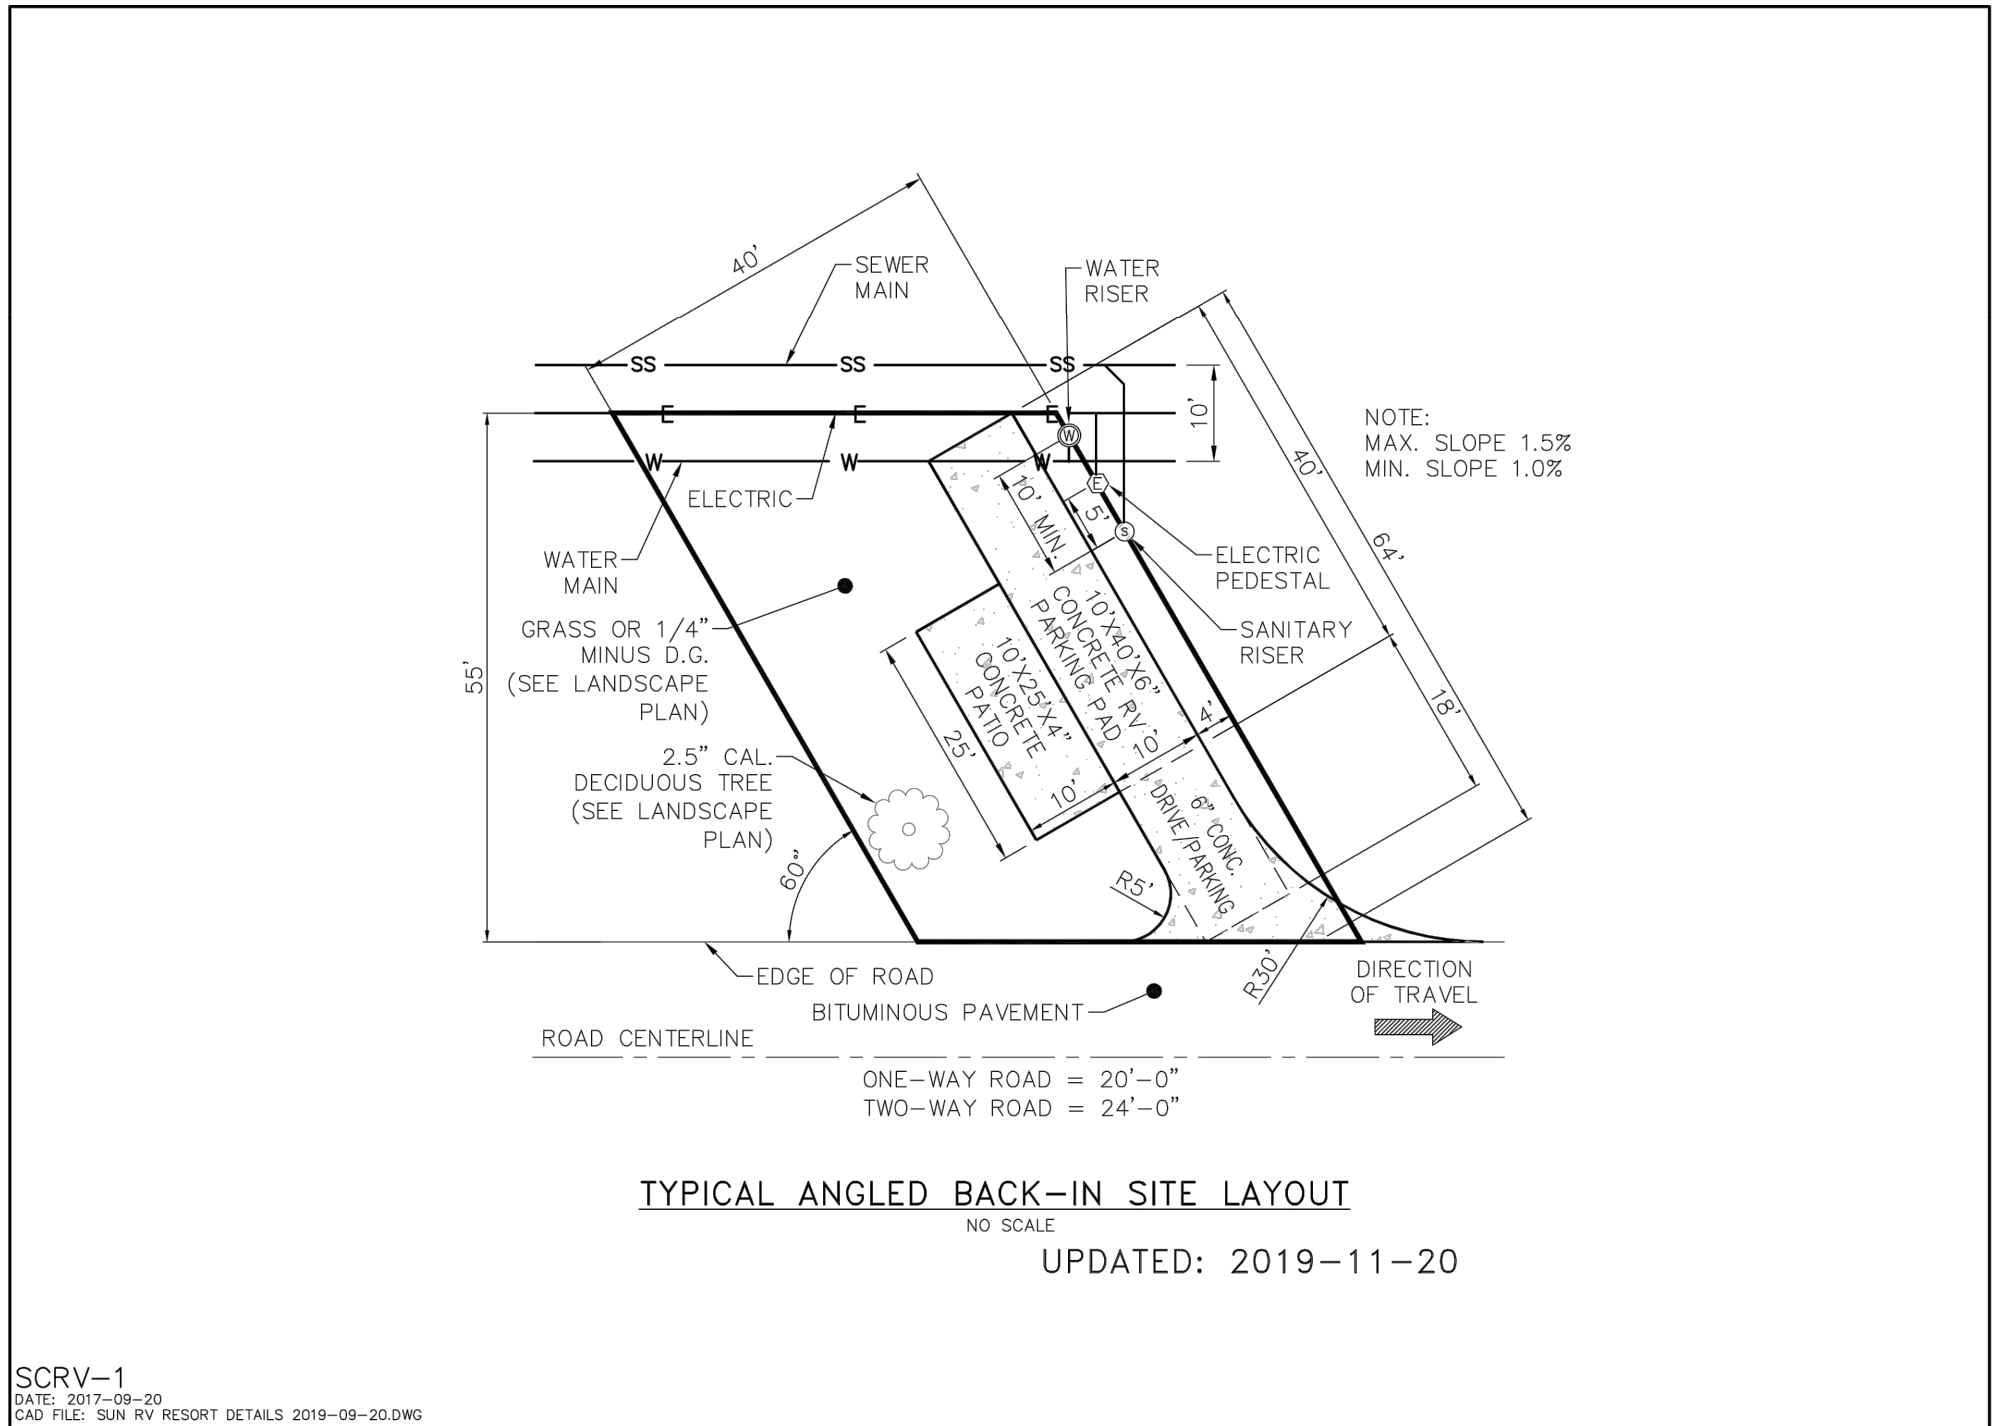 40'
SEWER
MAIN
WATER
RISER
SS
SS
SS
10'
E
E
E
W
W
W
W
E
S
NOTE:
MAX. SLOPE 1.5%
MIN. SLOPE 1.0%
40'
64'
18'
ELECTRIC
10' MIN.
5'
WATER
MAIN
ELECTRIC
PEDESTAL
GRASS OR 1/4"
MINUS D.G.
(SEE LANDSCAPE
PLAN)
SANITARY
RISER
55'
10'X40'X6"
CONCRETE RV
PARKING PAD
10'X25'X4"
CONCRETE
PATIO
25'
10'
10'
4'
2.5" CAL.
DECIDUOUS TREE
(SEE LANDSCAPE
PLAN)
6" CONC.
DRIVE/PARKING
60°
R5'
R30'
EDGE OF ROAD
BITUMINOUS PAVEMENT
DIRECTION
OF TRAVEL
ROAD CENTERLINE
ONE-WAY ROAD = 20'-0"
TWO-WAY ROAD = 24'-0"
TYPICAL ANGLED BACK-IN SITE LAYOUT
NO SCALE
UPDATED: 2019-11-20
SCRV-1
DATE: 2017-09-20
CAD FILE: SUN RV RESORT DETAILS 2019-09-20.DWG